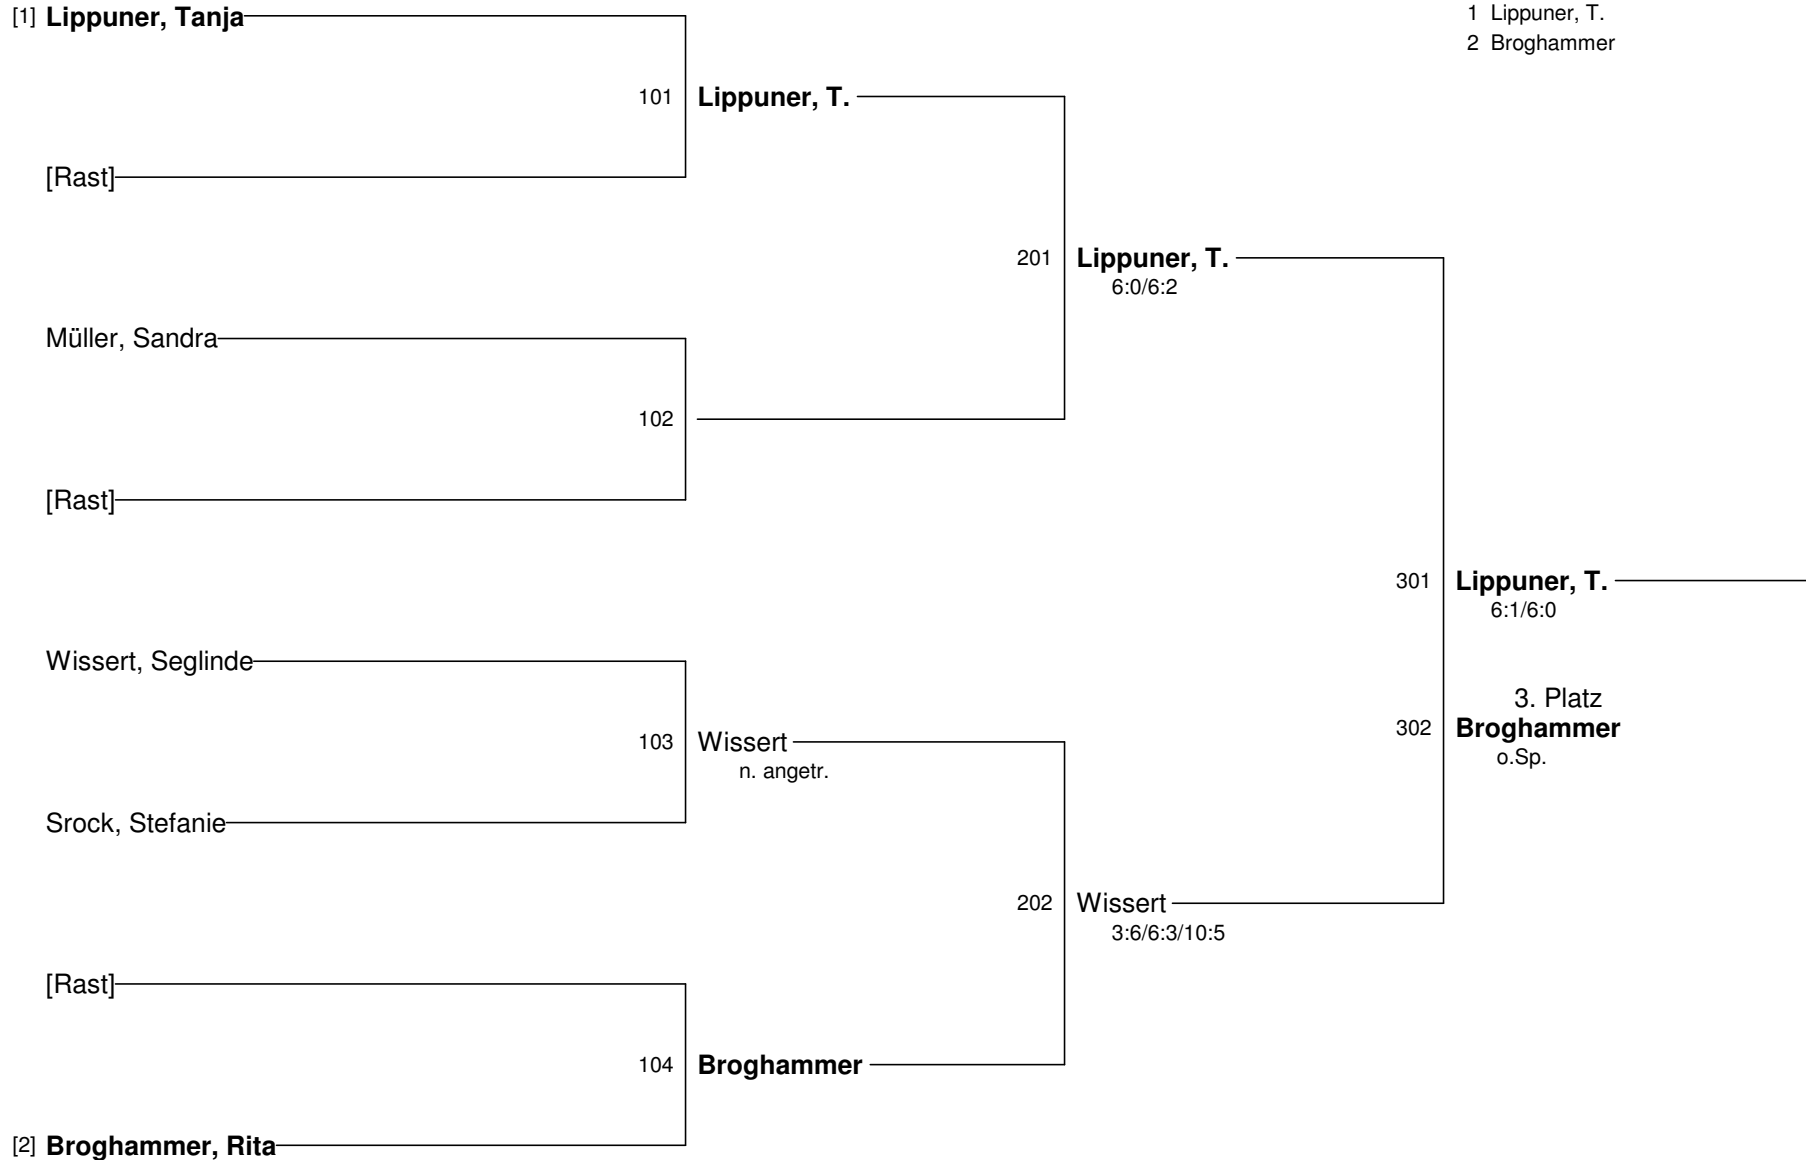 [1] Lippuner, Tanja
1 Lippuner, T.
2 Broghammer
101 Lippuner, T.
[Rast]
201 Lippuner, T.
6:0/6:2
Müller, Sandra
102
[Rast]
301 Lippuner, T.
6:1/6:0
Wissert, Seglinde
3. Platz
302 Broghammer
o.Sp.
103 Wissert
n. angetr.
Srock, Stefanie
202 Wissert
3:6/6:3/10:5
[Rast]
104 Broghammer
[2] Broghammer, Rita